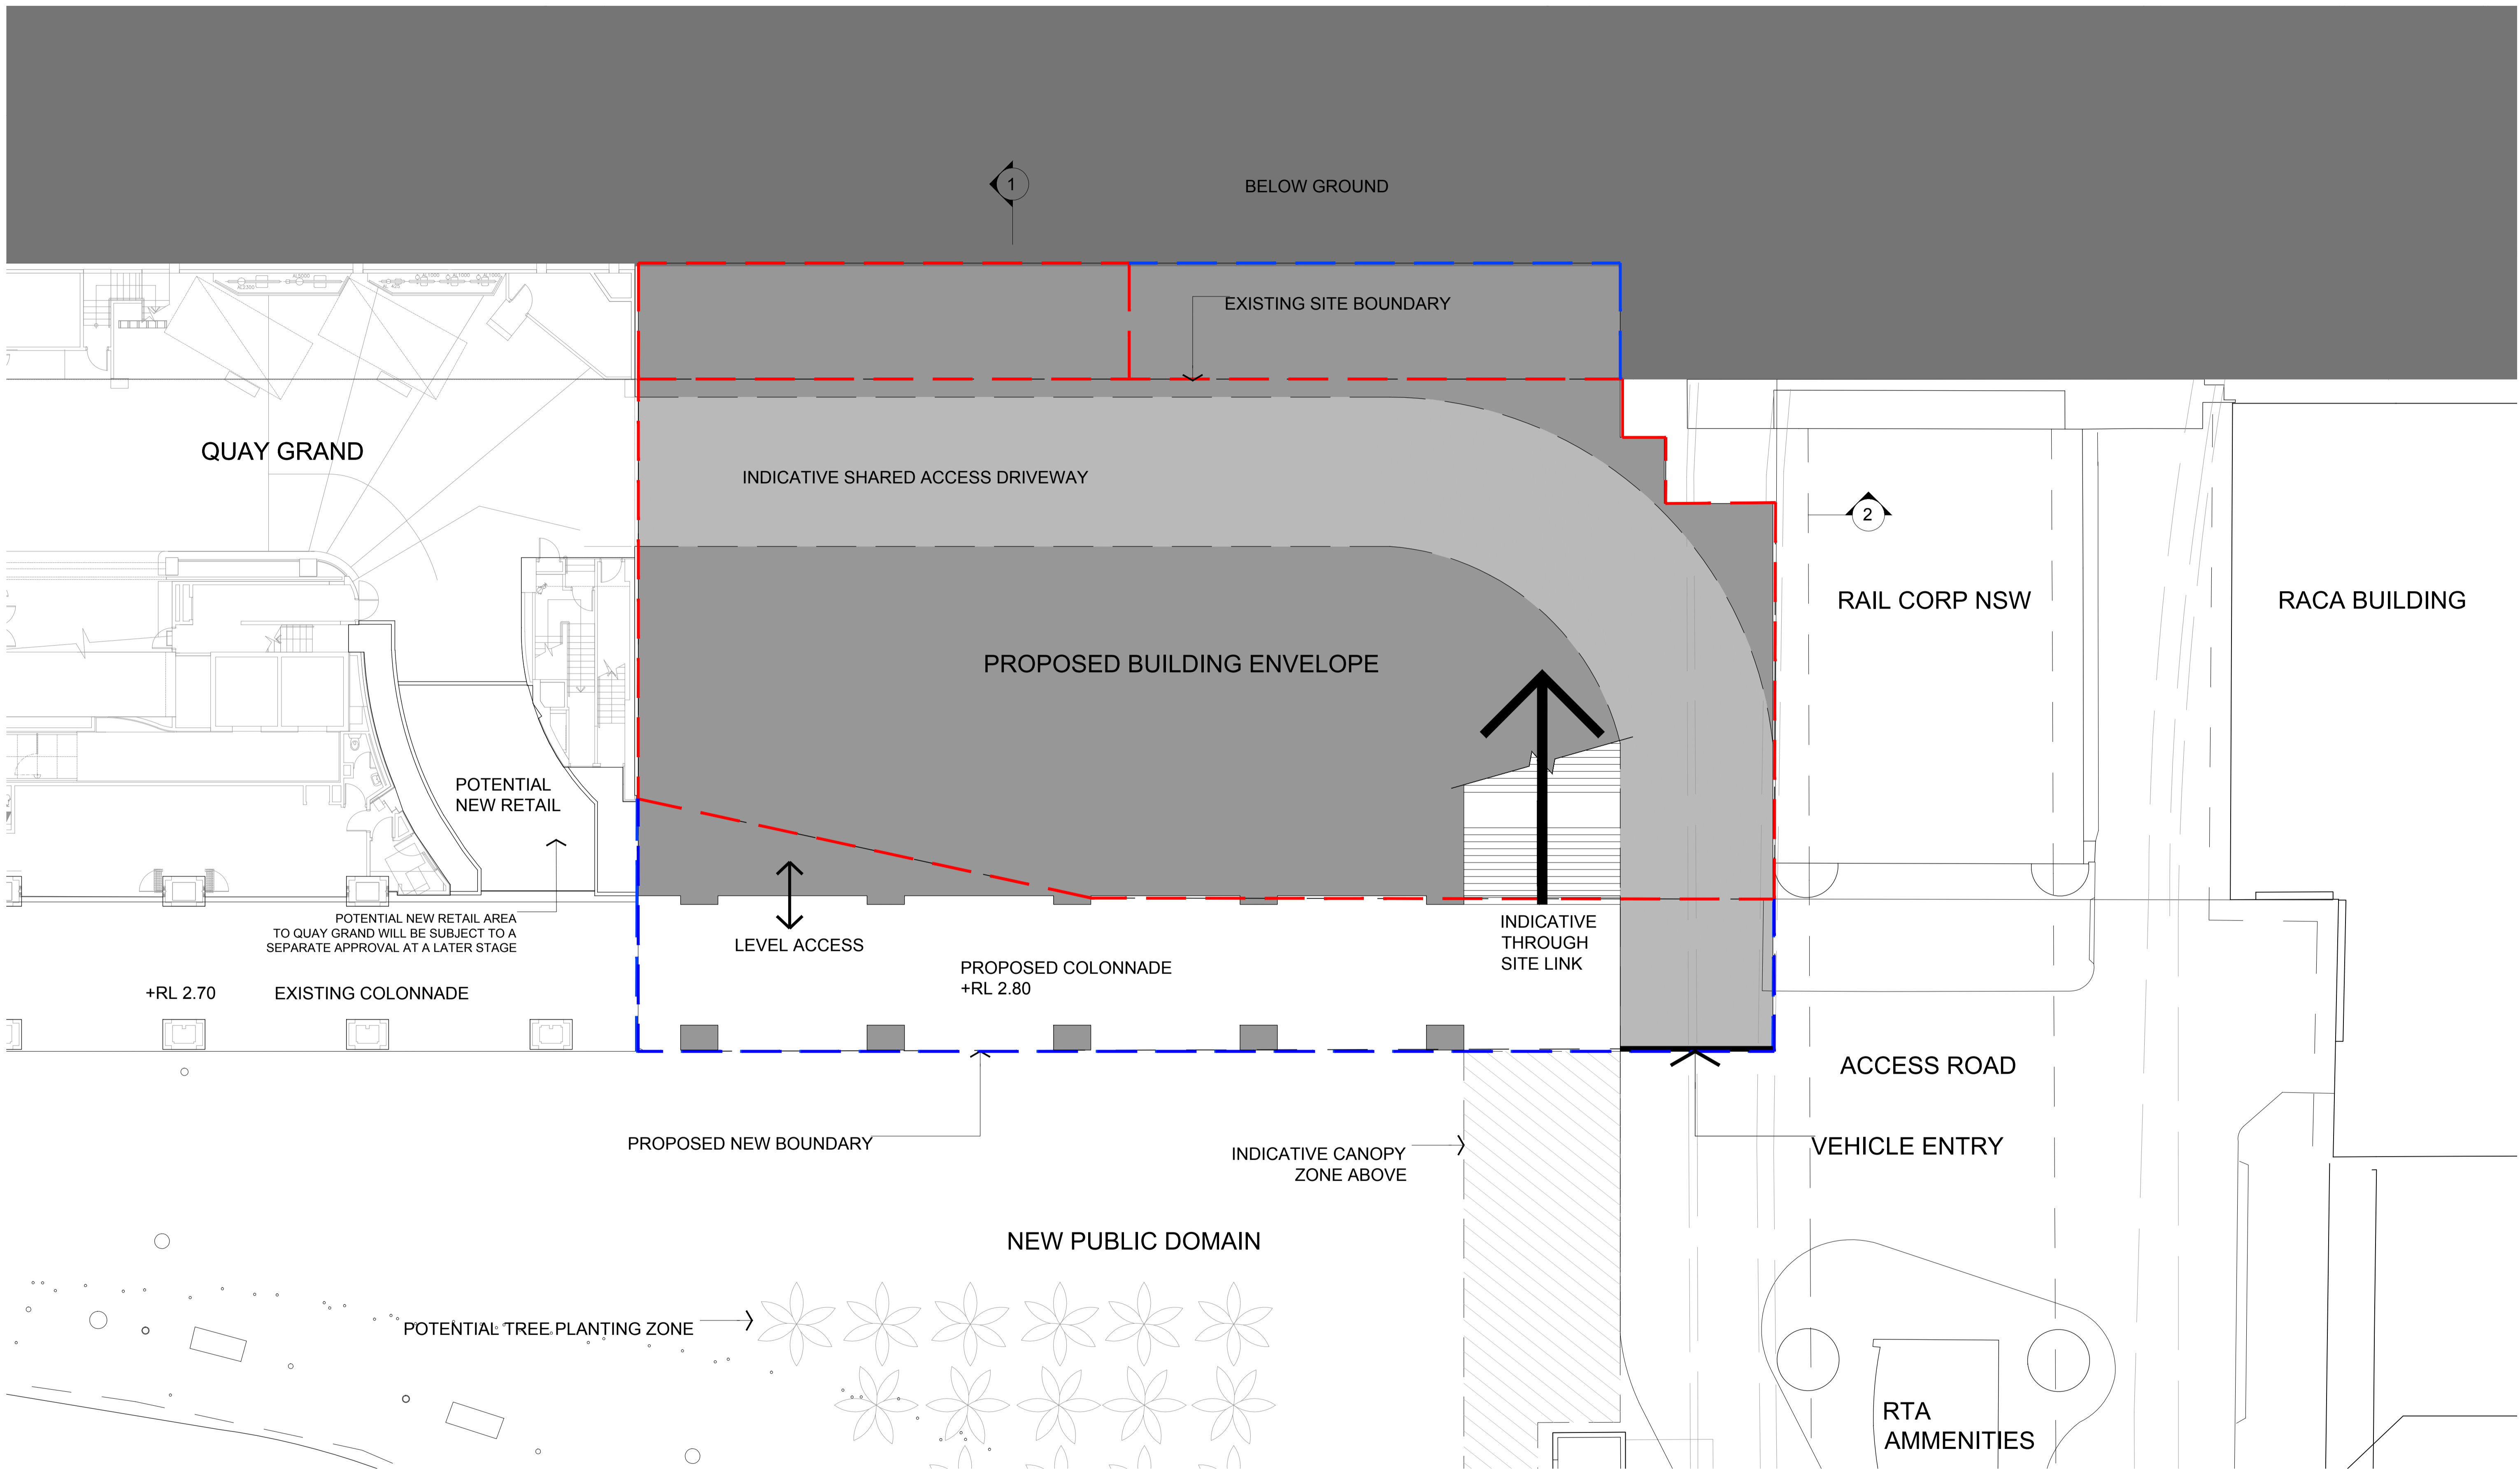 1
BELOW GROUND
EXISTING SITE BOUNDARY
QUAY GRAND
INDICATIVE SHARED ACCESS DRIVEWAY
2
RAIL CORP NSW
RACA BUILDING
PROPOSED BUILDING ENVELOPE
POTENTIAL
NEW RETAIL
POTENTIAL NEW RETAIL AREA
TO QUAY GRAND WILL BE SUBJECT TO A
SEPARATE APPROVAL AT A LATER STAGE
LEVEL ACCESS
INDICATIVE
THROUGH
SITE LINK
PROPOSED COLONNADE
+RL 2.80
+RL 2.70
EXISTING COLONNADE
ACCESS ROAD
PROPOSED NEW BOUNDARY
INDICATIVE CANOPY
ZONE ABOVE
VEHICLE ENTRY
NEW PUBLIC DOMAIN
POTENTIAL TREE PLANTING ZONE
RTA
AMMENITIES